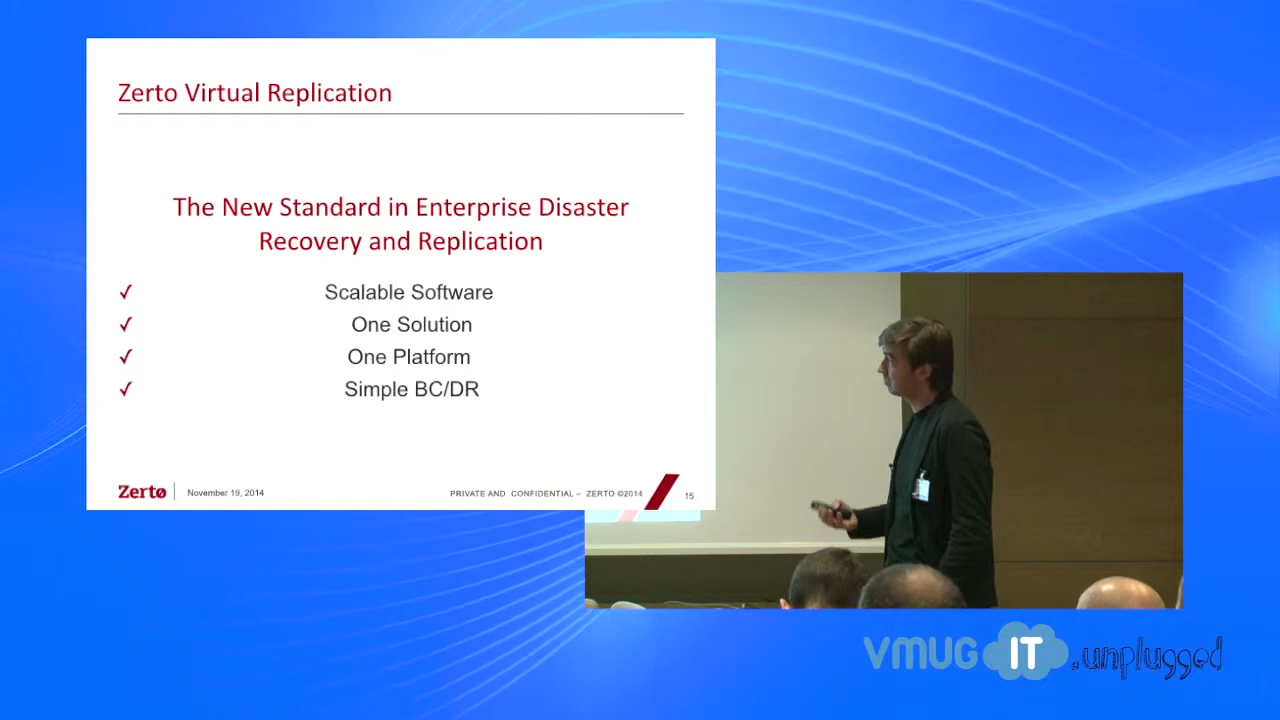 Zerto Virtual Replication
The New Standard in Enterprise Disaster
Recovery and Replication
✓ Scalable Software
✓ One Solution
✓ One Platform
✓ Simple BC/DR
Zerto
November 19, 2014
PRIVATE AND CONFIDENTIAL – ZERTO ©2014
15
VMUG IT .unplugged